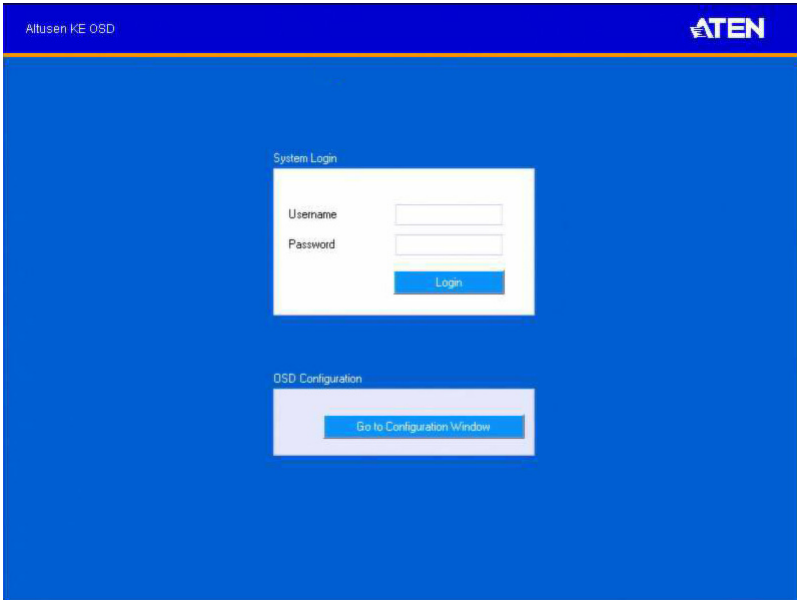 Altusen KE OSD
ATEN
System Login
Username
Password
Login
OSD Configuration
Go to Configuration Window